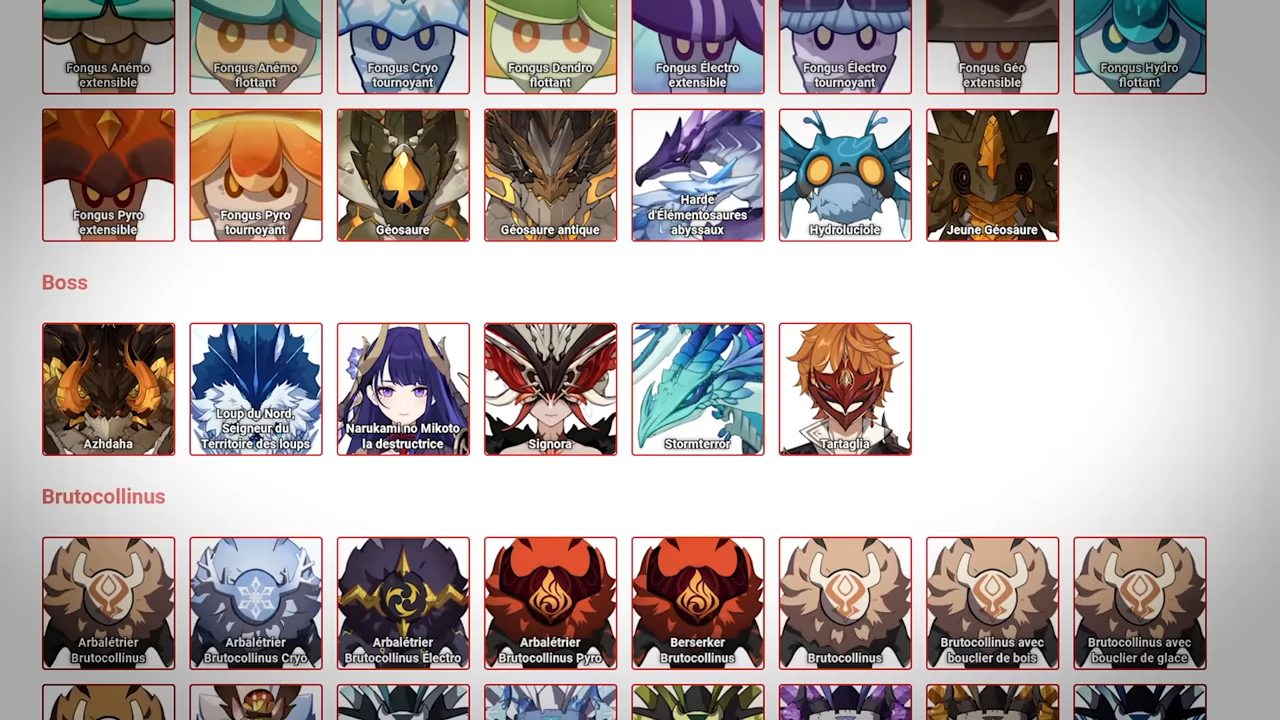 Fongus Anémo
extensible
Fongus Anémo
flottant
Fongus Cryo
tournoyant
Fongus Dendro
flottant
Fongus Électro
extensible
Fongus Électro
tournoyant
Fongus Géo
extensible
Fongus Hydro
flottant
Fongus Pyro
extensible
Fongus Pyro
tournoyant
Géosaure
Géosaure antique
Harde
d'Élémentosaures
abyssaux
Hydroluciole
Jeune Géosaure
Boss
Azhdaha
Loup du Nord,
Seigneur du
Territoire des loups
Narukami no Mikoto
la destructrice
Signora
Stormterror
Tartaglia
Brutocollinus
Arbalétrier
Brutocollinus
Arbalétrier
Brutocollinus Cryo
Arbalétrier
Brutocollinus Électro
Arbalétrier
Brutocollinus Pyro
Berserker
Brutocollinus
Brutocollinus
Brutocollinus avec
bouclier de bois
Brutocollinus avec
bouclier de glace